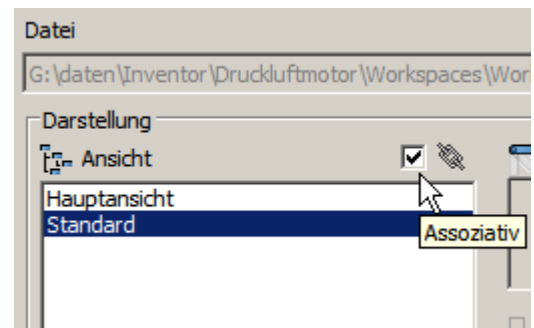 Datei
G:\daten\Inventor\Druckluftmotor\Workspaces\Wor
Darstellung
Ansicht
Hauptansicht
Standard
Assoziativ